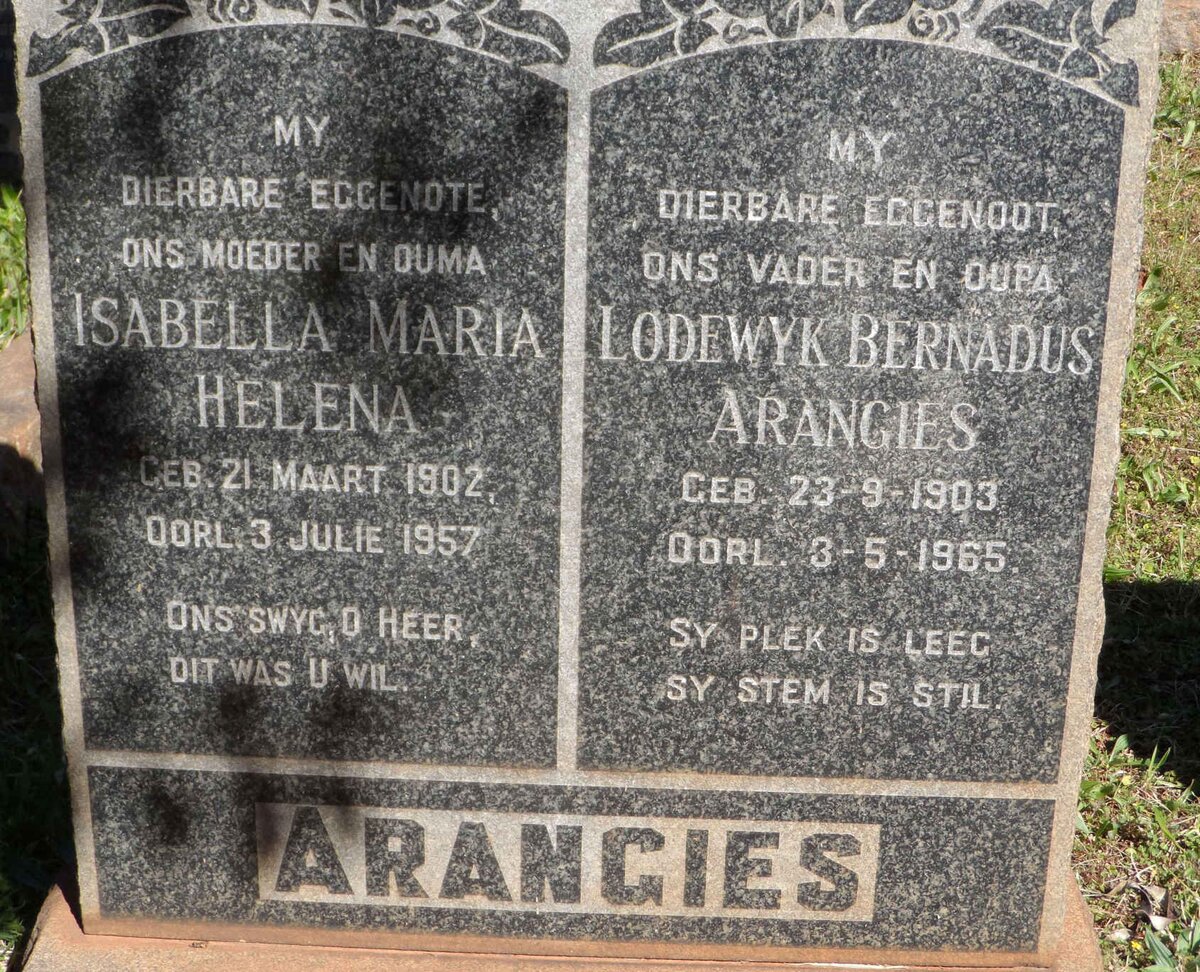 MY
DIERBARE EGGENOTE,
ONS MOEDER EN OUMA
ISABELLA MARIA
HELENA
GEB. 21 MAART 1902,
OORL. 3 JULIE 1957
ONS SWYG, O HEER,
DIT WAS U WIL.
MY
DIERBARE EGGENOOT,
ONS VADER EN OUPA
LODEWYK BERNADUS
ARANGIES
GEB. 23-9-1903
OORL. 3-5-1965.
SY PLEK IS LEEG
SY STEM IS STIL.
ARANGIES